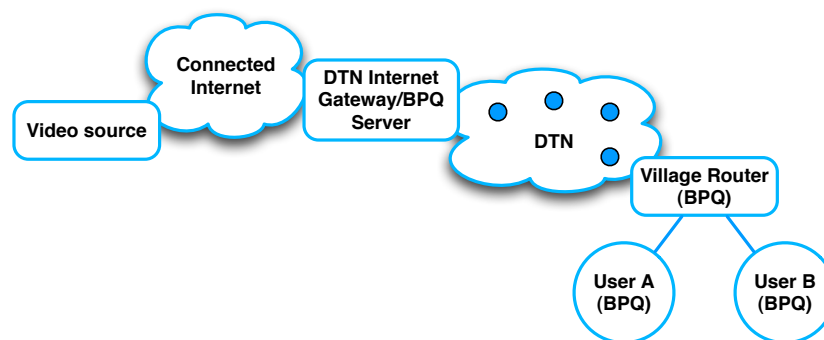 Connected
Internet
DTN Internet
Gateway/BPQ
Server
Video source
DTN
Village Router
(BPQ)
User A
(BPQ)
User B
(BPQ)